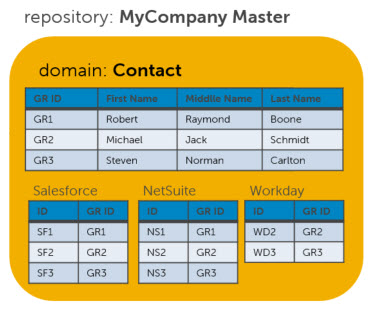 repository: MyCompany Master
domain: Contact
GR ID First Name Middlle Name Last Name
GR1 Robert Raymond Boone
GR2 Michael Jack Schmidt
GR3 Steven Norman Carlton
Salesforce NetSuite Workday
ID GR ID ID GR ID ID GR ID
SF1 GR1 NS1 GR1 WD2 GR2
SF2 GR2 NS2 GR2 WD3 GR3
SF3 GR3 NS3 GR3